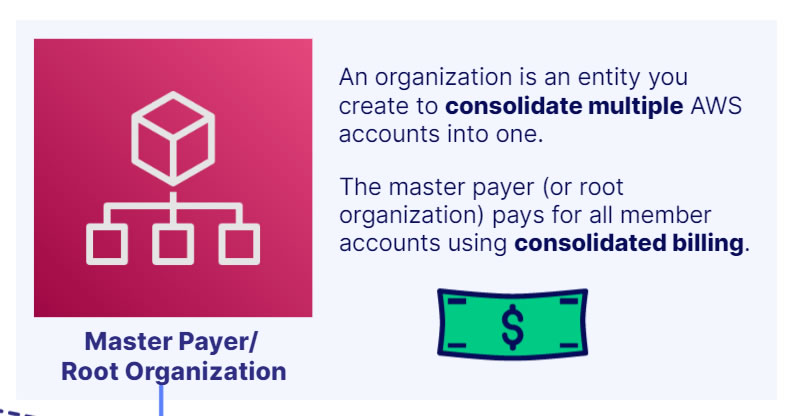 An organization is an entity you
create to consolidate multiple AWS
accounts into one.
The master payer (or root
organization) pays for all member
accounts using consolidated billing.
$
Master Payer/
Root Organization